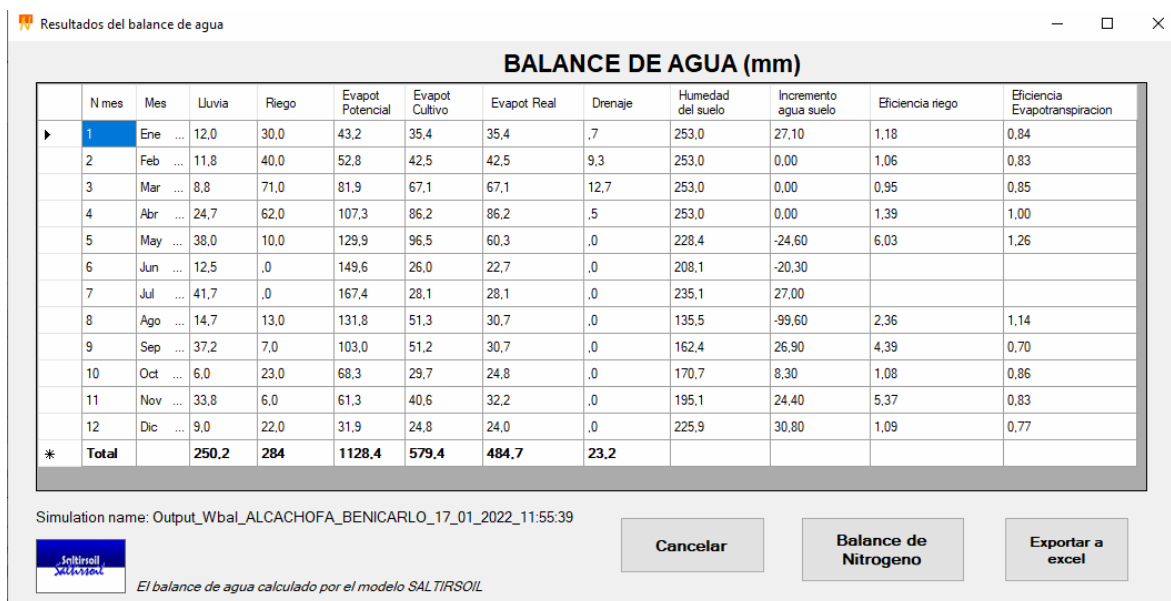 Resultados del balance de agua
BALANCE DE AGUA (mm)
N mes Mes Lluvia Riego Evapot Potencial Evapot Cultivo Evapot Real Drenaje Humedad del suelo Incremento agua suelo Eficiencia riego Eficiencia Evapotranspiracion
1 Ene ... 12,0 30,0 43,2 35,4 35,4 ,7 253,0 27,10 1,18 0,84
2 Feb ... 11,8 40,0 52,8 42,5 42,5 9,3 253,0 0,00 1,06 0,83
3 Mar ... 8,8 71,0 81,9 67,1 67,1 12,7 253,0 0,00 0,95 0,85
4 Abr ... 24,7 62,0 107,3 86,2 86,2 ,5 253,0 0,00 1,39 1,00
5 May ... 38,0 10,0 129,9 96,5 60,3 ,0 228,4 -24,60 6,03 1,26
6 Jun ... 12,5 ,0 149,6 26,0 22,7 ,0 208,1 -20,30
7 Jul ... 41,7 ,0 167,4 28,1 28,1 ,0 235,1 27,00
8 Ago ... 14,7 13,0 131,8 51,3 30,7 ,0 135,5 -99,60 2,36 1,14
9 Sep ... 37,2 7,0 103,0 51,2 30,7 ,0 162,4 26,90 4,39 0,70
10 Oct ... 6,0 23,0 68,3 29,7 24,8 ,0 170,7 8,30 1,08 0,86
11 Nov ... 33,8 6,0 61,3 40,6 32,2 ,0 195,1 24,40 5,37 0,83
12 Dic ... 9,0 22,0 31,9 24,8 24,0 ,0 225,9 30,80 1,09 0,77
Total 250,2 284 1128,4 579,4 484,7 23,2
Simulation name: Output_Wbal_ALCACHOFA_BENICARLO_17_01_2022_11:55:39
Cancelar
Balance de Nitrogeno
Exportar a excel
Saltirsoil
Saltirsoil
El balance de agua calculado por el modelo SALTIRSOIL